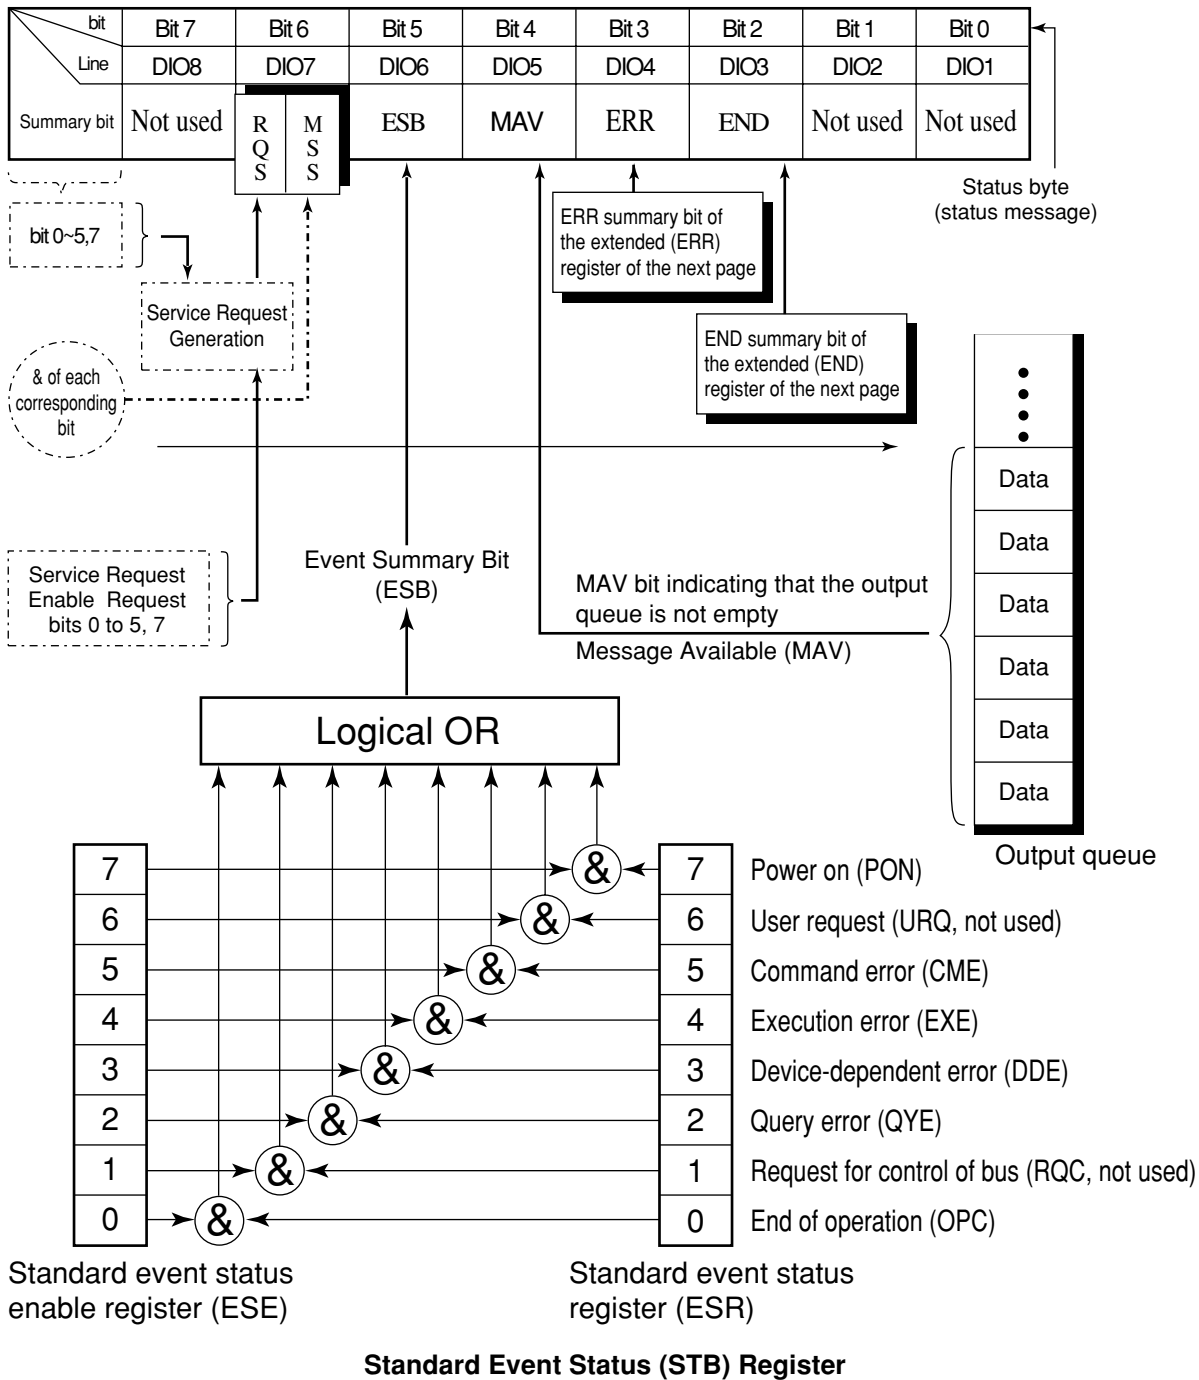 bit Bit 7 Bit 6 Bit 5 Bit 4 Bit 3 Bit 2 Bit 1 Bit 0
Line DIO8 DIO7 DIO6 DIO5 DIO4 DIO3 DIO2 DIO1
Summary bit Not used RQS MSS ESB MAV ERR END Not used Not used
Status byte
(status message)
bit 0~5,7
ERR summary bit of
the extended (ERR)
register of the next page
Service Request
Generation
END summary bit of
the extended (END)
register of the next page
& of each
corresponding
bit
Data
Data
Data
Data
Data
Data
Output queue
Service Request
Enable Request
bits 0 to 5, 7
Event Summary Bit
(ESB)
MAV bit indicating that the output
queue is not empty
Message Available (MAV)
Logical OR
7 & 7 Power on (PON)
6 & 6 User request (URQ, not used)
5 & 5 Command error (CME)
4 & 4 Execution error (EXE)
3 & 3 Device-dependent error (DDE)
2 & 2 Query error (QYE)
1 & 1 Request for control of bus (RQC, not used)
0 & 0 End of operation (OPC)
Standard event status
enable register (ESE)
Standard event status
register (ESR)
Standard Event Status (STB) Register